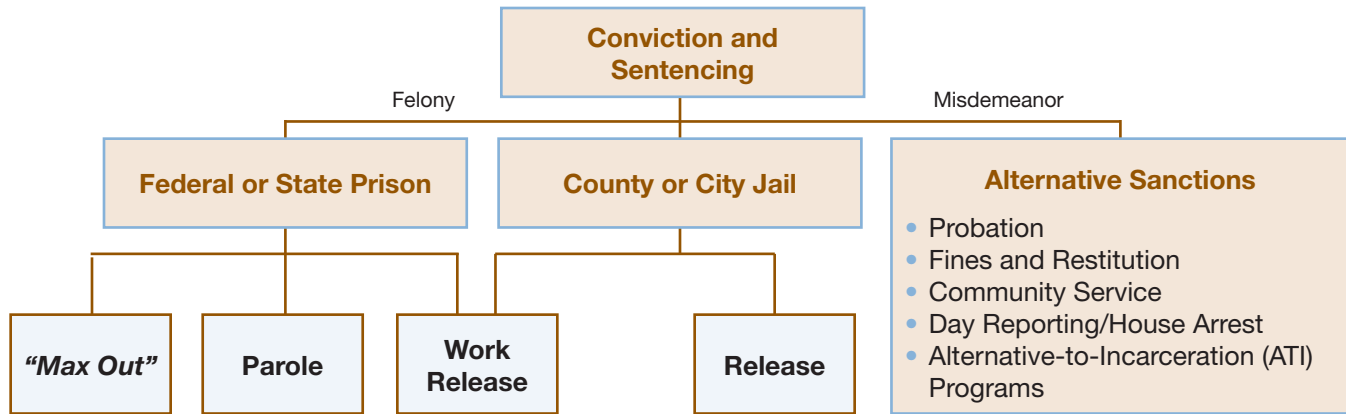 Conviction and
Sentencing
Felony
Misdemeanor
Federal or State Prison
County or City Jail
Alternative Sanctions
• Probation
• Fines and Restitution
• Community Service
• Day Reporting/House Arrest
• Alternative-to-Incarceration (ATI)
Programs
“Max Out”
Parole
Work
Release
Release